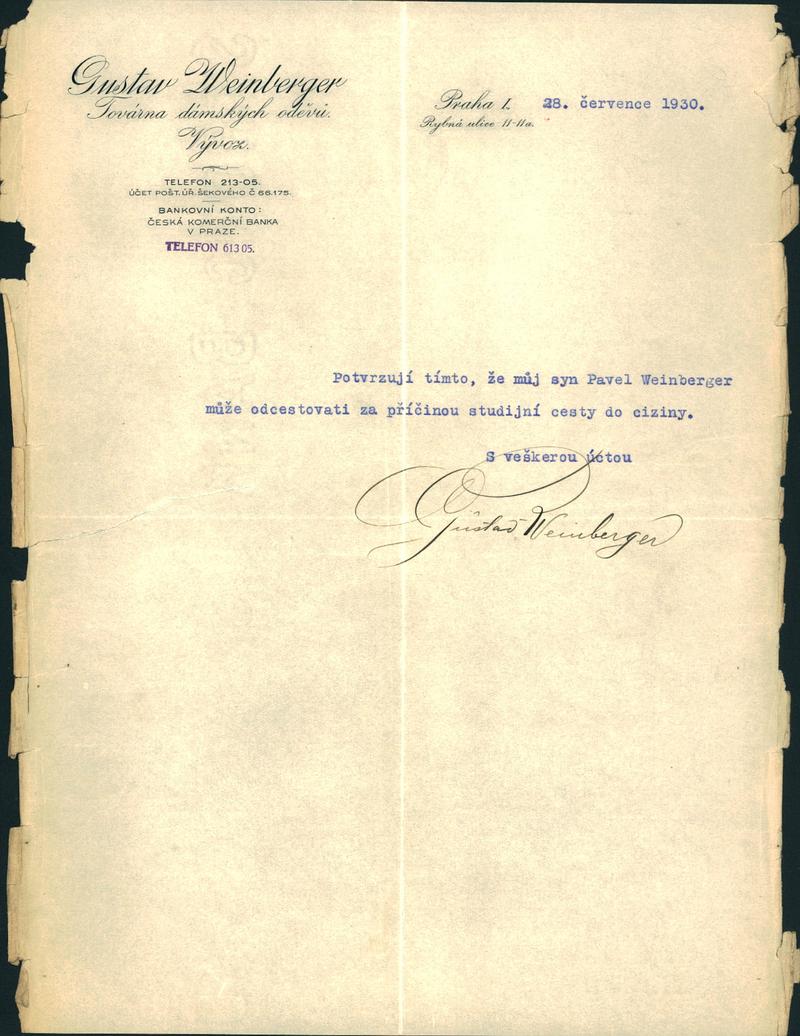 Gustav Weinberger
Továrna dámských oděvů.
Vývoz.
TELEFON 213-05.
ÚČET POŠT. ÚŘ. ŠEKOVÉHO Č 66.175.
BANKOVNÍ KONTO:
ČESKÁ KOMERČNÍ BANKA
V PRAZE.
TELEFON 613 05.
Praha I. 28. července 1930.
Rybná ulice 11-11a.
Potvrzují tímto, že můj syn Pavel Weinberger
může odcestovati za příčinou studijní cesty do ciziny.
S veškerou úctou
Gustav Weinberger